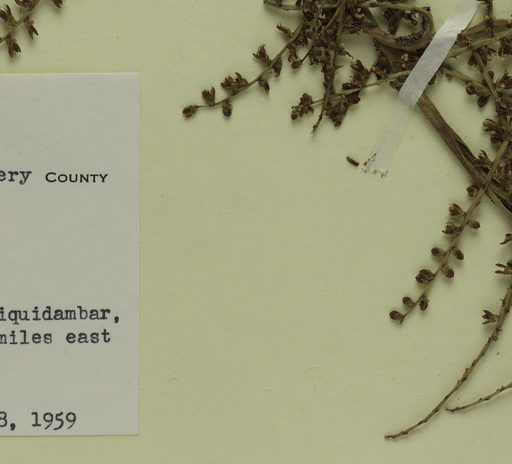 ery COUNTY
iquidambar,
miles east
8, 1959